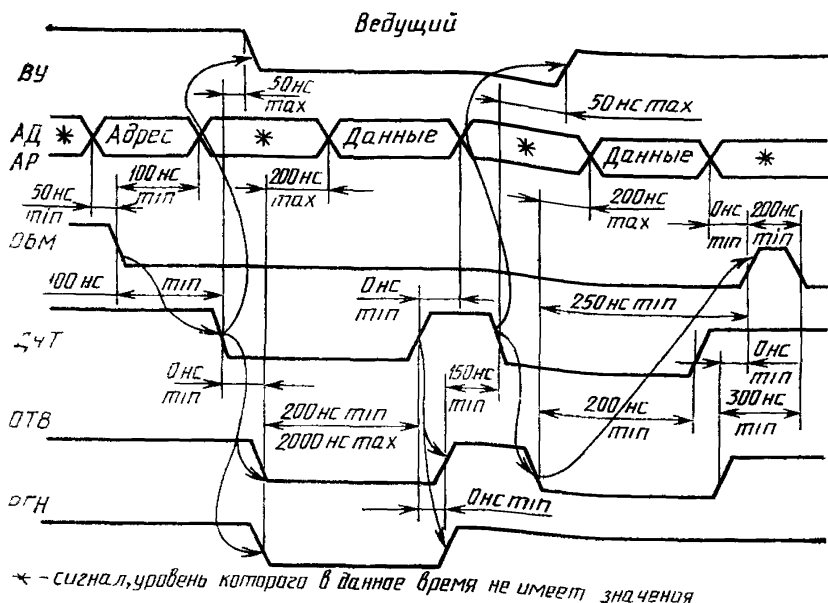 Ведущий
ВУ
50нс
max
50нс max
АД
АР
*
Адрес
*
Данные
*
Данные
*
50нс
min
100нс
min
200нс
max
200нс
max
0нс
min
200нс
min
ОБМ
100нс
min
0нс
min
250нс min
ДЧТ
0нс
min
150нс
min
0нс
min
200нс min
2000нс max
200нс
min
300нс
min
ОТВ
0нс min
* - сигнал, уровень которого в данное время не имеет значения